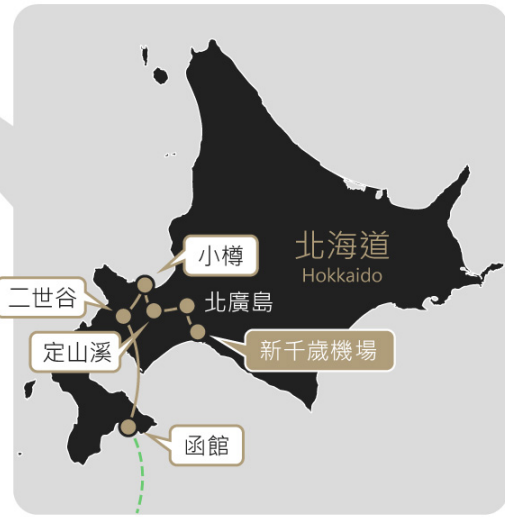 小樽
北海道
Hokkaido
二世谷
北廣島
定山溪
新千歲機場
函館